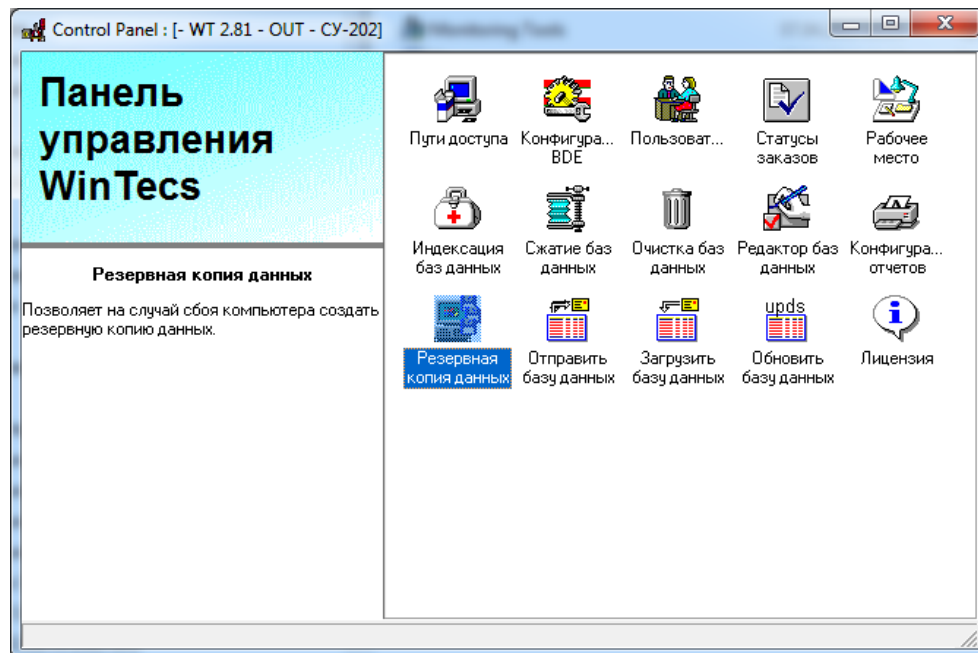 Control Panel : [- WT 2.81 - OUT - СУ-202]
Панель
управления
WinTecs
Резервная копия данных
Позволяет на случай сбоя компьютера создать
резервную копию данных.
Пути доступа
Конфигура...
BDE
Пользоват...
Статусы
заказов
Рабочее
место
Индексация
баз данных
Сжатие баз
данных
Очистка баз
данных
Редактор баз
данных
Конфигура...
отчетов
Резервная
копия данных
Отправить
базу данных
Загрузить
базу данных
upds
Обновить
базу данных
Лицензия